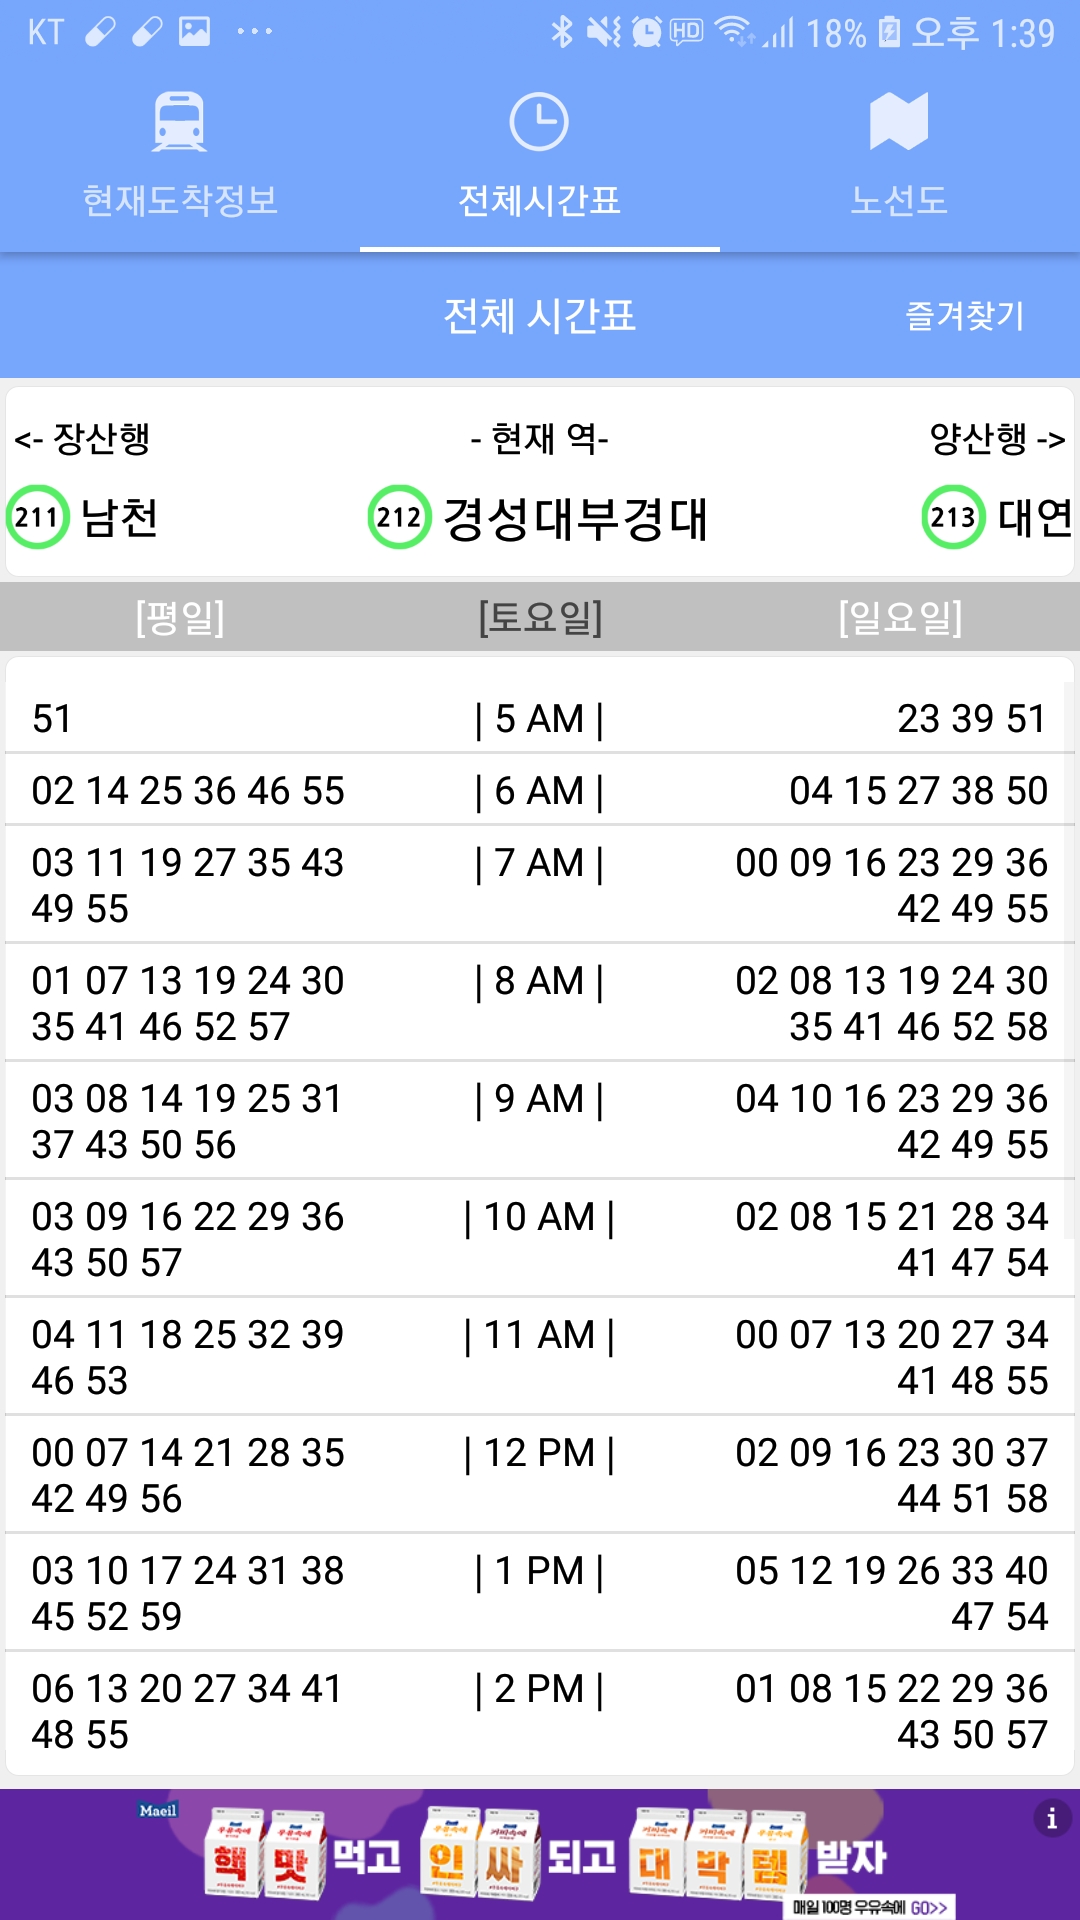 KT ... HD 18% 오후 1:39
현재도착정보 전체시간표 노선도
전체 시간표 즐겨찾기
<- 장산행 - 현재 역- 양산행 ->
211 남천 212 경성대부경대 213 대연
[평일] [토요일] [일요일]
51 | 5 AM | 23 39 51
02 14 25 36 46 55 | 6 AM | 04 15 27 38 50
03 11 19 27 35 43 | 7 AM | 00 09 16 23 29 36
49 55 42 49 55
01 07 13 19 24 30 | 8 AM | 02 08 13 19 24 30
35 41 46 52 57 35 41 46 52 58
03 08 14 19 25 31 | 9 AM | 04 10 16 23 29 36
37 43 50 56 42 49 55
03 09 16 22 29 36 | 10 AM | 02 08 15 21 28 34
43 50 57 41 47 54
04 11 18 25 32 39 | 11 AM | 00 07 13 20 27 34
46 53 41 48 55
00 07 14 21 28 35 | 12 PM | 02 09 16 23 30 37
42 49 56 44 51 58
03 10 17 24 31 38 | 1 PM | 05 12 19 26 33 40
45 52 59 47 54
06 13 20 27 34 41 | 2 PM | 01 08 15 22 29 36
48 55 43 50 57
Maeil
핵맛 먹고 인싸 되고 대박템 받자
매일 100명 우유속에 GO>>